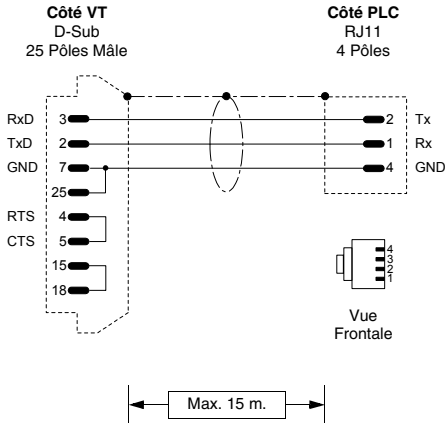 Côté VT
D-Sub
25 Pôles Mâle
Côté PLC
RJ11
4 Pôles
RxD 3 2 Tx
TxD 2 1 Rx
GND 7 4 GND
25
RTS 4
CTS 5
15
18
4
3
2
1
Vue
Frontale
Max. 15 m.